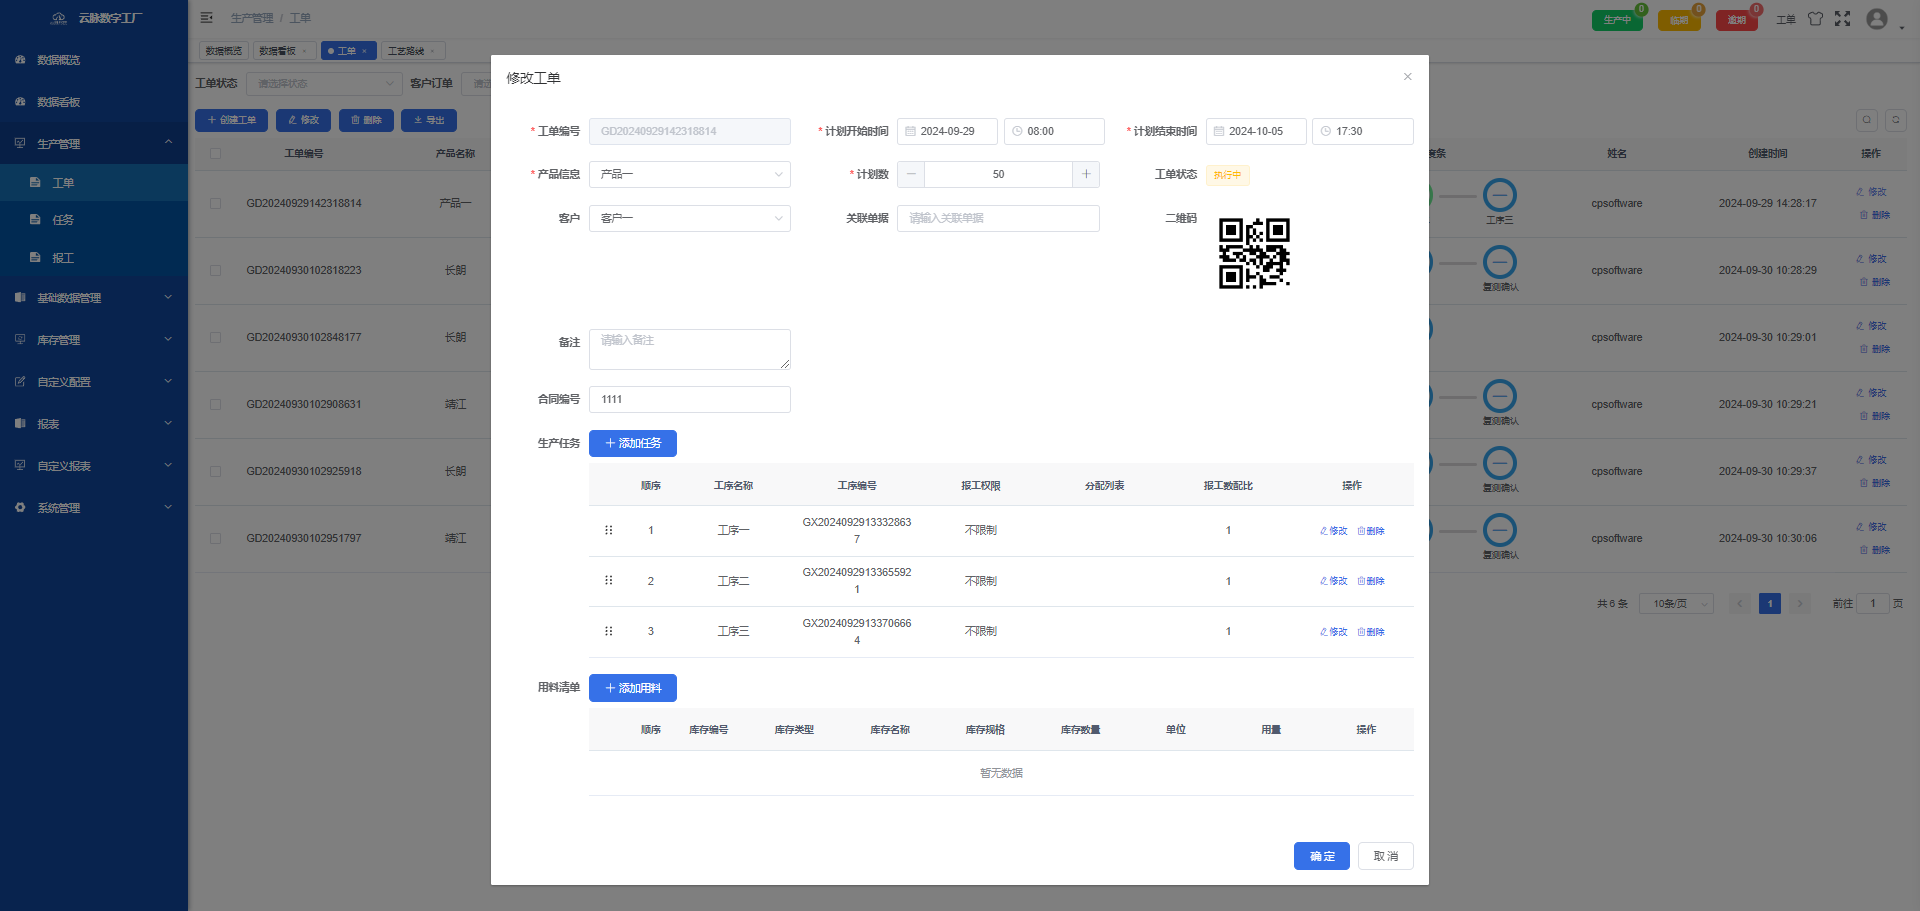 云脉数字工厂
生产管理 / 工单
生产中 0
临期 0
逾期 0
工单
数据概览
数据看板 ×
工单 ×
工艺路线 ×
数据概览
数据看板
生产管理
工单
任务
报工
基础数据管理
库存管理
自定义配置
报表
自定义报表
系统管理
工单状态 请选择状态 客户订单
创建工单 修改 删除 导出
工单编号 产品名称
GD20240929142318814 产品一
GD20240930102818223 长朗
GD20240930102848177 长朗
GD20240930102908631 靖江
GD20240930102925918 长朗
GD20240930102951797 靖江
修改工单
* 工单编号 GD20240929142318814 * 计划开始时间 2024-09-29 08:00 * 计划结束时间 2024-10-05 17:30
* 产品信息 产品一 * 计划数 50 工单状态 执行中
客户 客户一 关联单据 请输入关联单据 二维码
备注 请输入备注
合同编号 1111
生产任务 添加任务
顺序 工序名称 工序编号 报工权限 分配列表 报工数配比 操作
1 工序一 GX20240929133328637 不限制 1 修改 删除
2 工序二 GX20240929133655921 不限制 1 修改 删除
3 工序三 GX20240929133706664 不限制 1 修改 删除
用料清单 添加用料
顺序 库存编号 库存类型 库存名称 库存规格 库存数量 单位 用量 操作
暂无数据
确 定 取 消
条 姓名 创建时间 操作
工序三 cpsoftware 2024-09-29 14:28:17 修改 删除
复测确认 cpsoftware 2024-09-30 10:28:29 修改 删除
cpsoftware 2024-09-30 10:29:01 修改 删除
复测确认 cpsoftware 2024-09-30 10:29:21 修改 删除
复测确认 cpsoftware 2024-09-30 10:29:37 修改 删除
复测确认 cpsoftware 2024-09-30 10:30:06 修改 删除
共 6 条 10条/页 1 前往 1 页